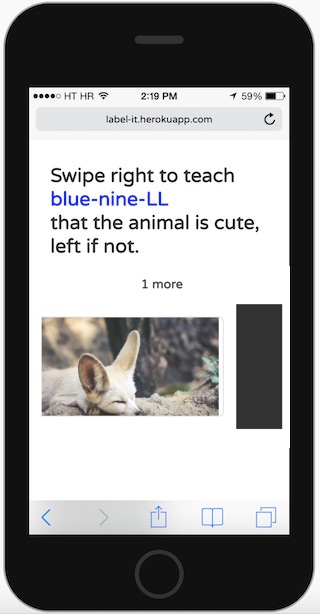 HT HR 2:19 PM 59%
label-it.herokuapp.com
Swipe right to teach
blue-nine-LL
that the animal is cute,
left if not.
1 more